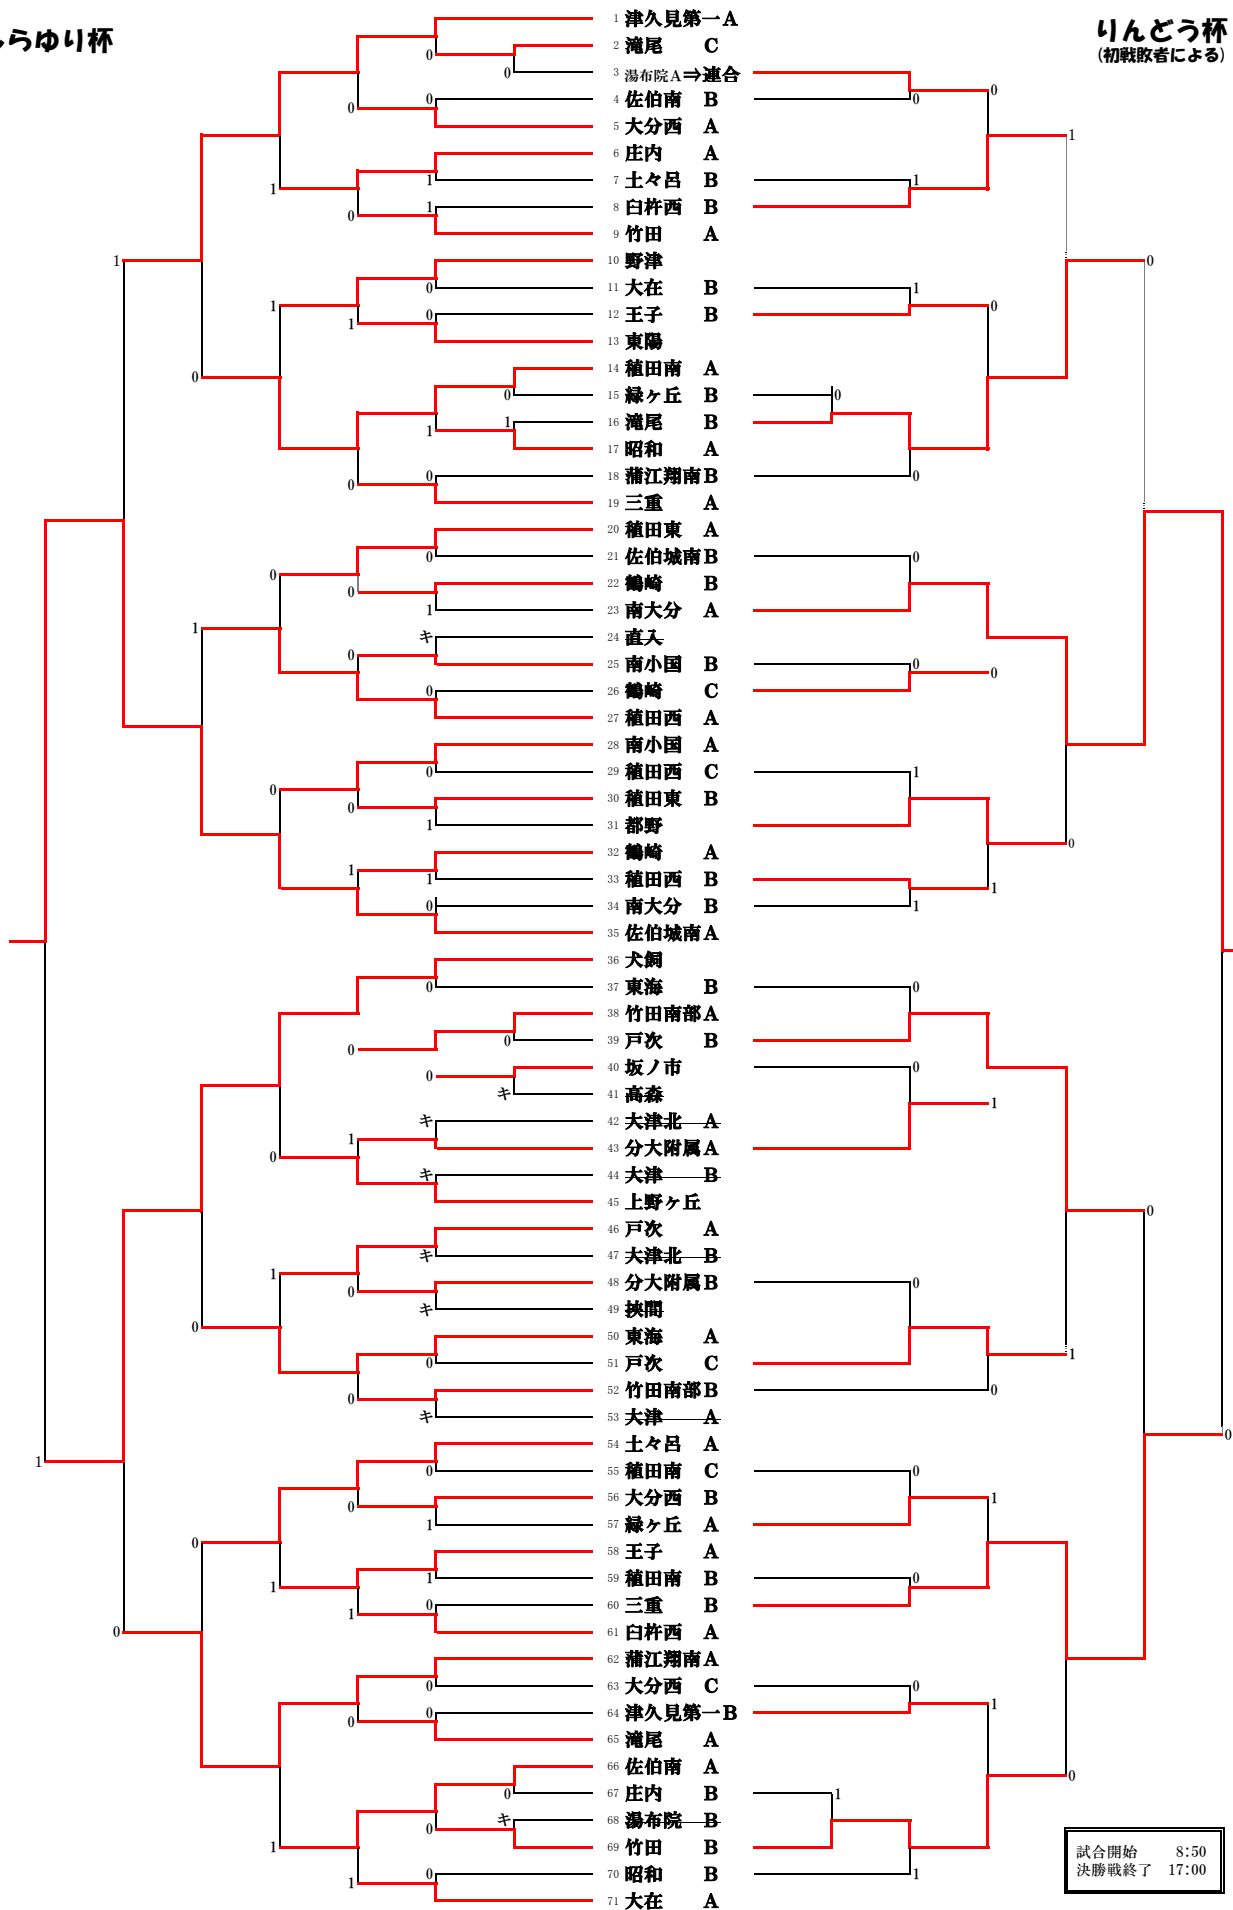 らゆり杯
りんどう杯
(初戦敗者による)
1 津久見第一A
2 滝尾 C
3 湯布院A⇒連合
4 佐伯南 B
5 大分西 A
6 庄内 A
7 土々呂 B
8 臼杵西 B
9 竹田 A
10 野津
11 大在 B
12 王子 B
13 東陽
14 稙田南 A
15 緑ヶ丘 B
16 滝尾 B
17 昭和 A
18 蒲江翔南B
19 三重 A
20 稙田東 A
21 佐伯城南B
22 鶴崎 B
23 南大分 A
24 直入
25 南小国 B
26 鶴崎 C
27 稙田西 A
28 南小国 A
29 稙田西 C
30 稙田東 B
31 都野
32 鶴崎 A
33 稙田西 B
34 南大分 B
35 佐伯城南A
36 犬飼
37 東海 B
38 竹田南部A
39 戸次 B
40 坂ノ市
41 高森
42 大津北 A
43 分大附属A
44 大津 B
45 上野ヶ丘
46 戸次 A
47 大津北 B
48 分大附属B
49 挾間
50 東海 A
51 戸次 C
52 竹田南部B
53 大津 A
54 土々呂 A
55 稙田南 C
56 大分西 B
57 緑ヶ丘 A
58 王子 A
59 稙田南 B
60 三重 B
61 臼杵西 A
62 蒲江翔南A
63 大分西 C
64 津久見第一B
65 滝尾 A
66 佐伯南 A
67 庄内 B
68 湯布院 B
69 竹田 B
70 昭和 B
71 大在 A
試合開始 8:50
決勝戦終了 17:00